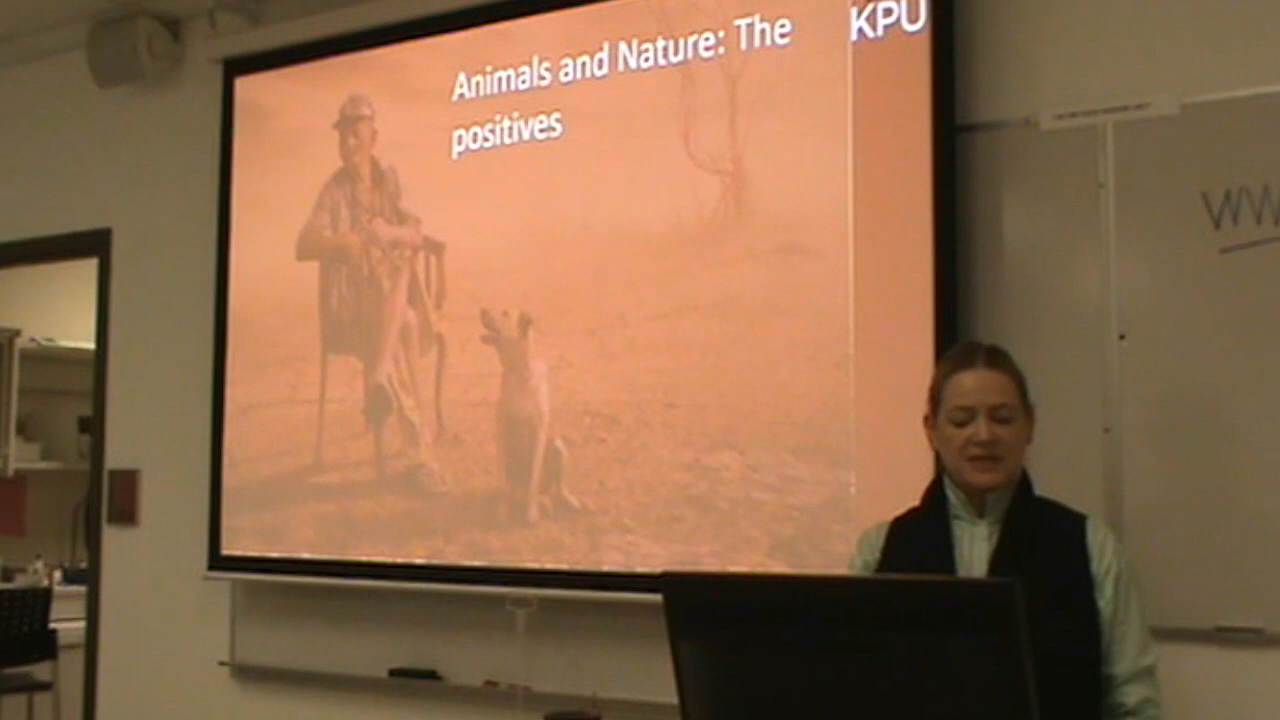 Animals and Nature: The
positives
KPU